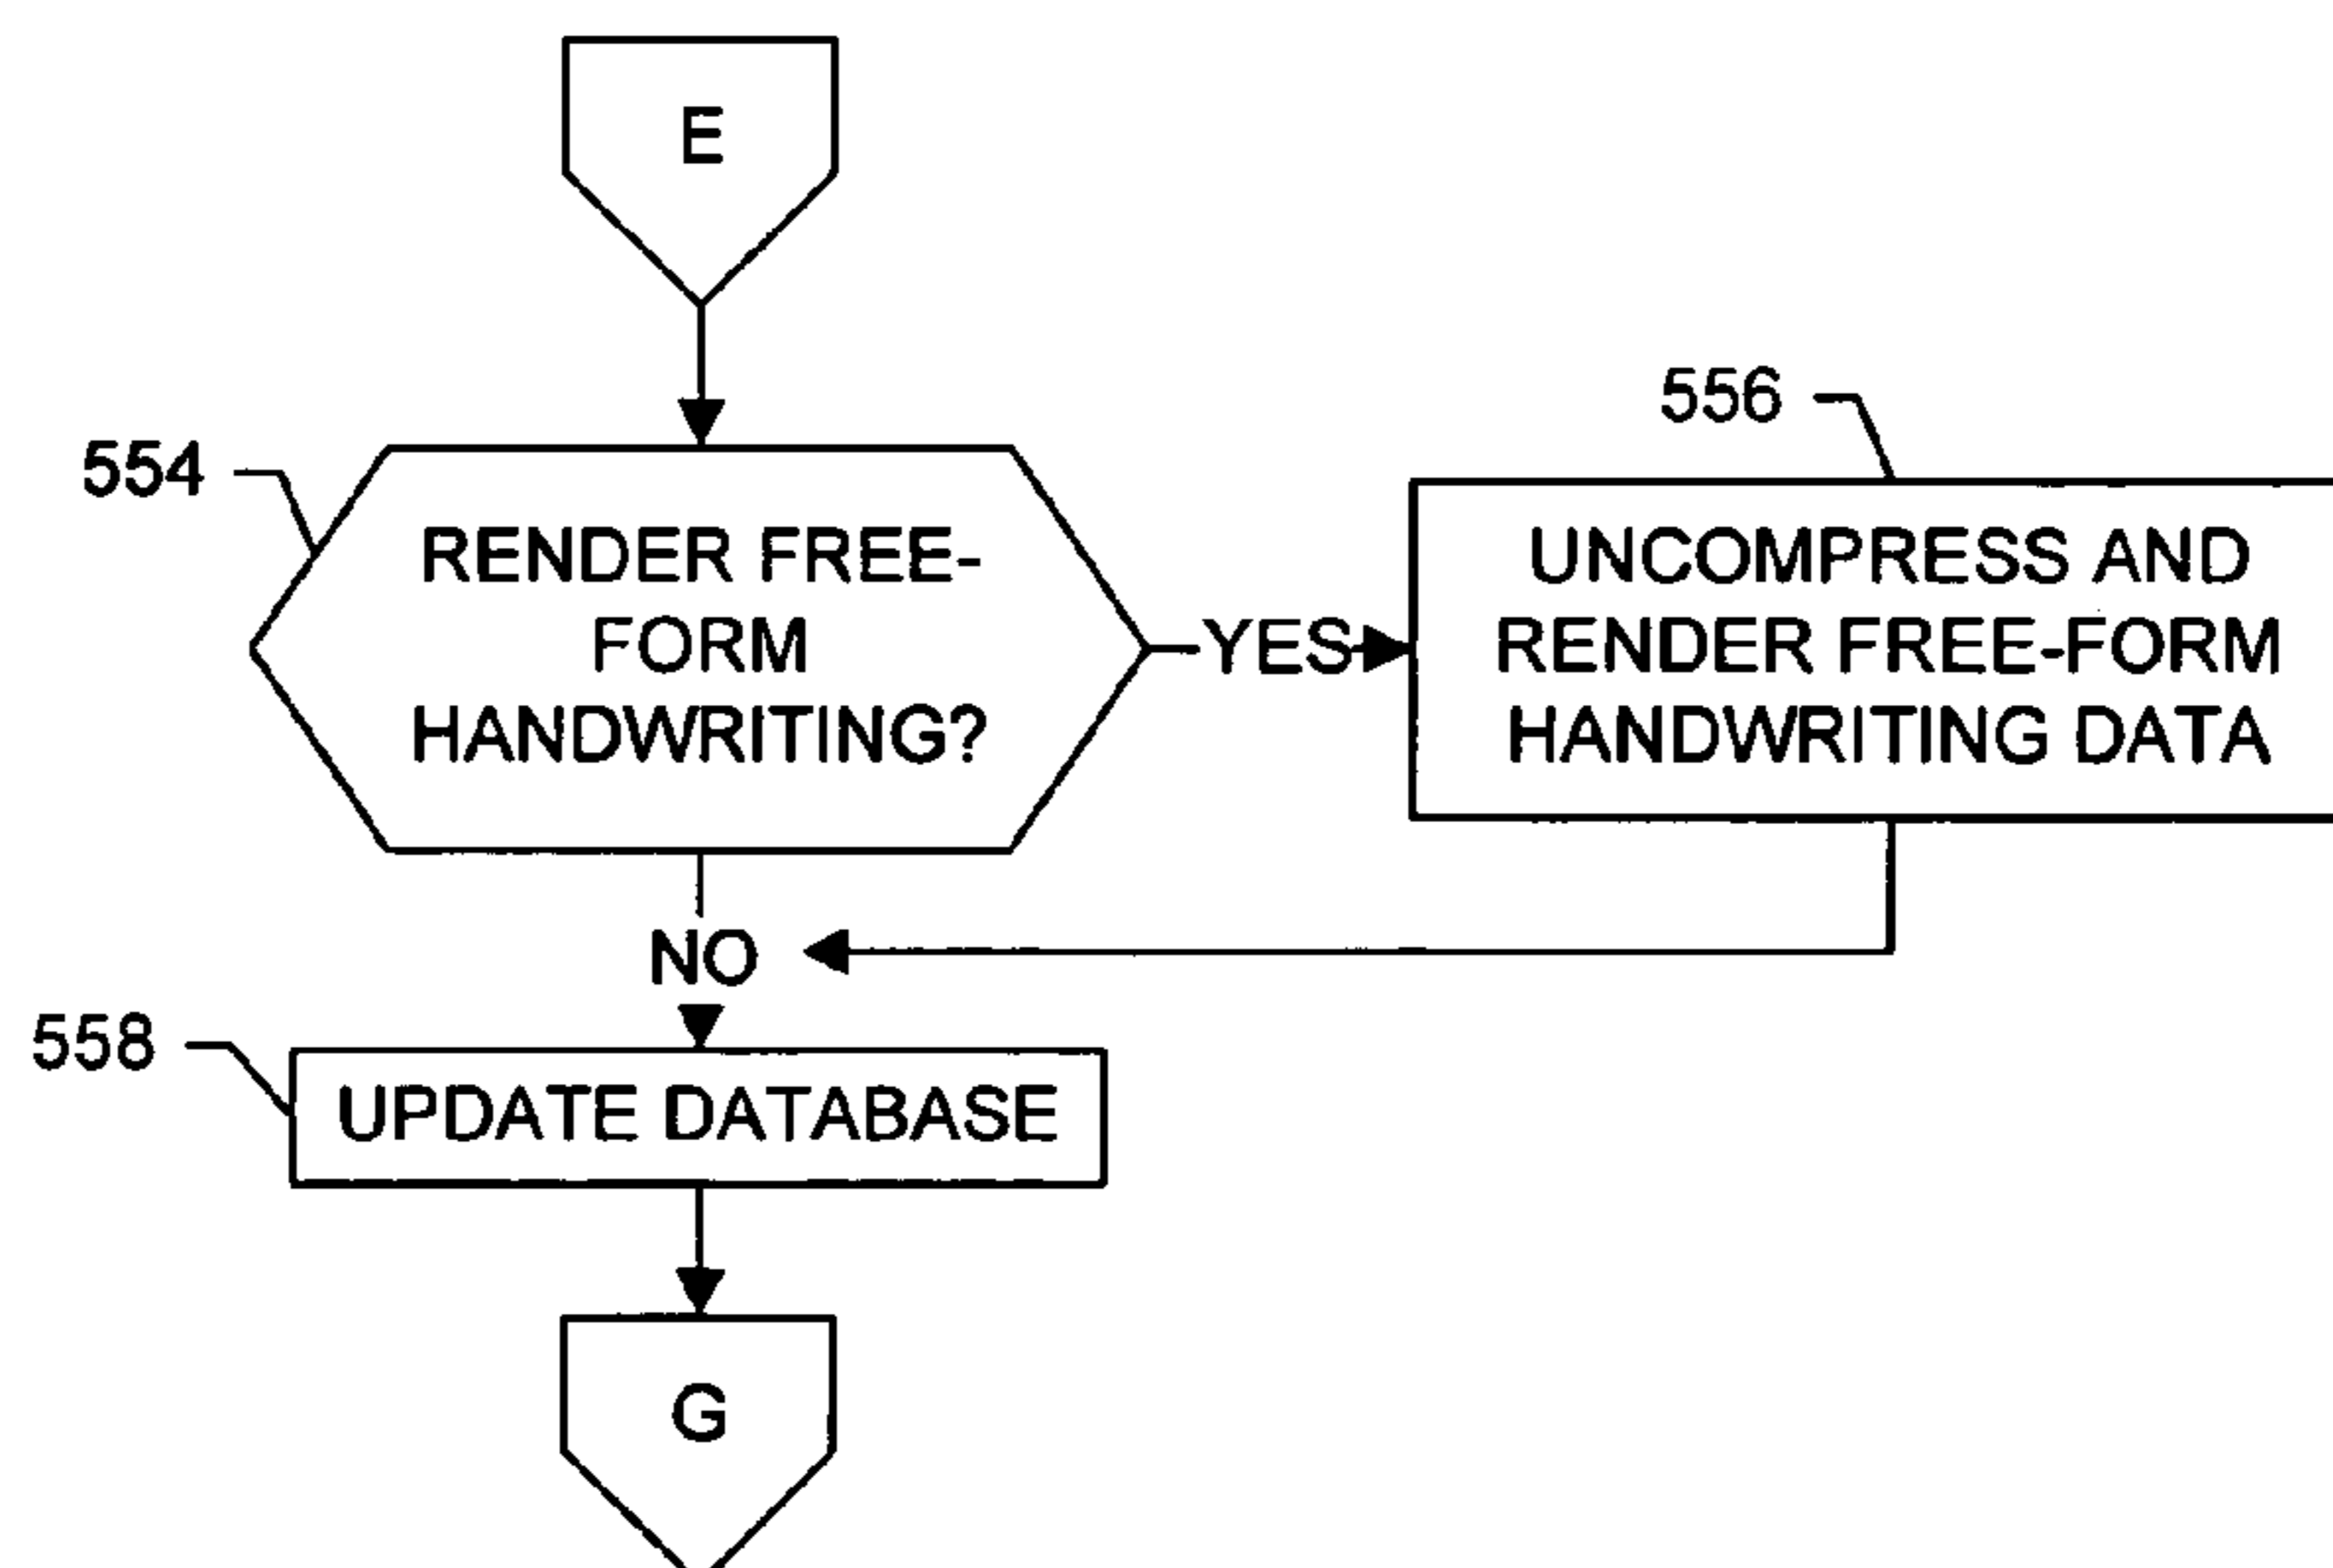 E
554
RENDER FREE-
FORM
HANDWRITING?
YES
556
UNCOMPRESS AND
RENDER FREE-FORM
HANDWRITING DATA
NO
558
UPDATE DATABASE
G